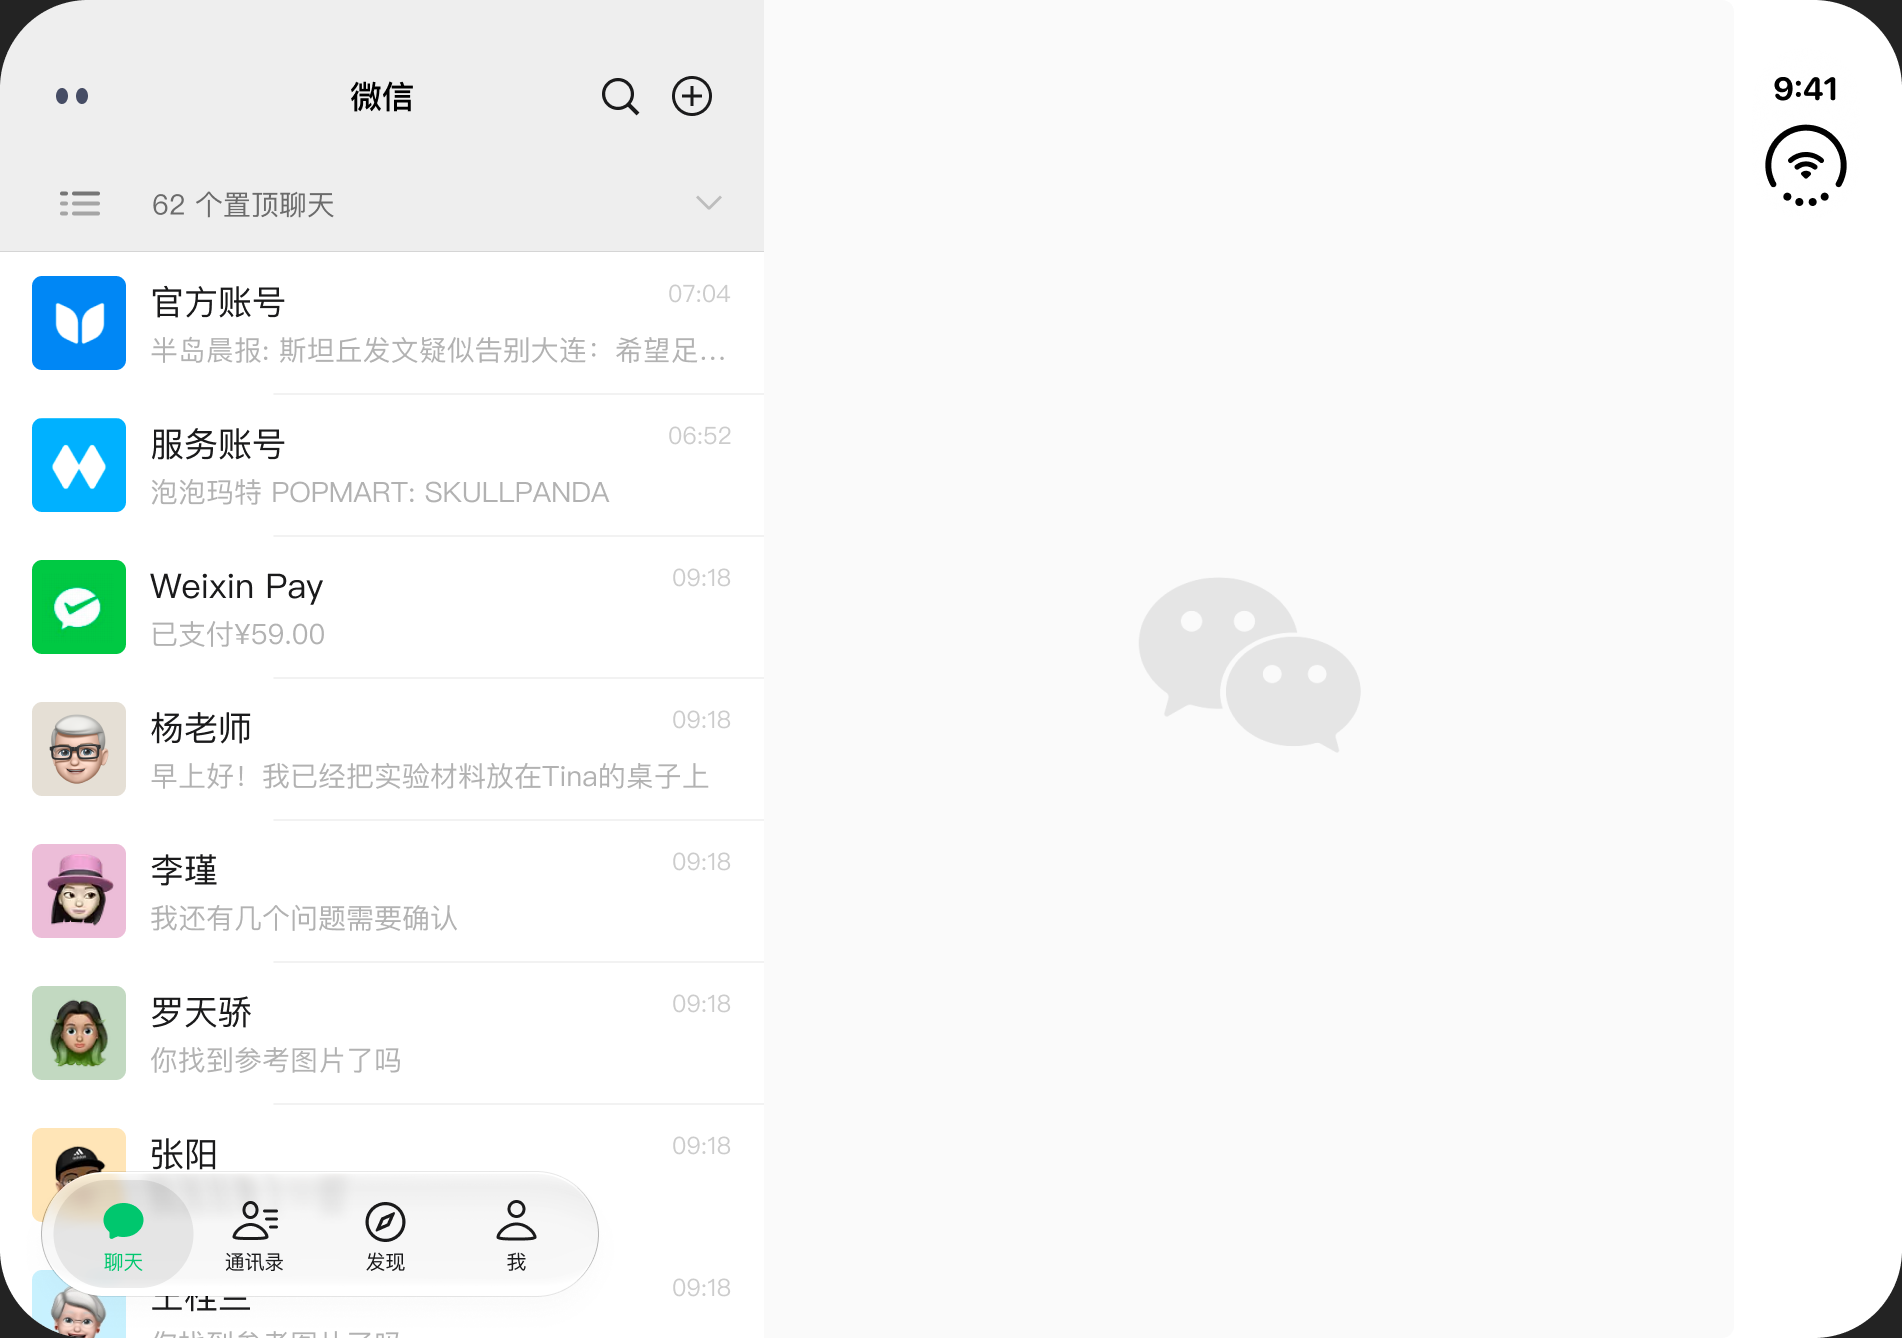 微信
9:41
62 个置顶聊天
官方账号
07:04
半岛晨报: 斯坦丘发文疑似告别大连：希望足...
服务账号
06:52
泡泡玛特 POPMART: SKULLPANDA
Weixin Pay
09:18
已支付¥59.00
杨老师
09:18
早上好！我已经把实验材料放在Tina的桌子上
李瑾
09:18
我还有几个问题需要确认
罗天骄
09:18
你找到参考图片了吗
张阳
09:18
聊天
通讯录
发现
我
09:18